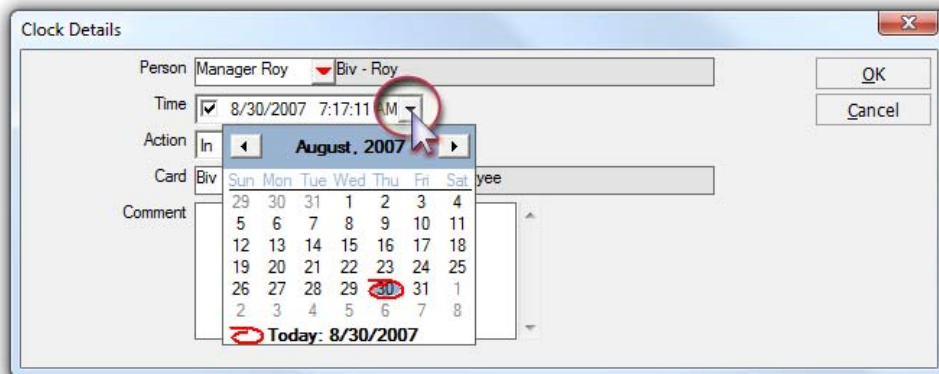 Clock Details
Person Manager Roy Biv - Roy
OK
Time 8/30/2007 7:17:11 AM
Cancel
Action In
August, 2007
Card Biv yee
Sun Mon Tue Wed Thu Fri Sat
Comment
29 30 31 1 2 3 4
5 6 7 8 9 10 11
12 13 14 15 16 17 18
19 20 21 22 23 24 25
26 27 28 29 30 31 1
2 3 4 5 6 7 8
Today: 8/30/2007